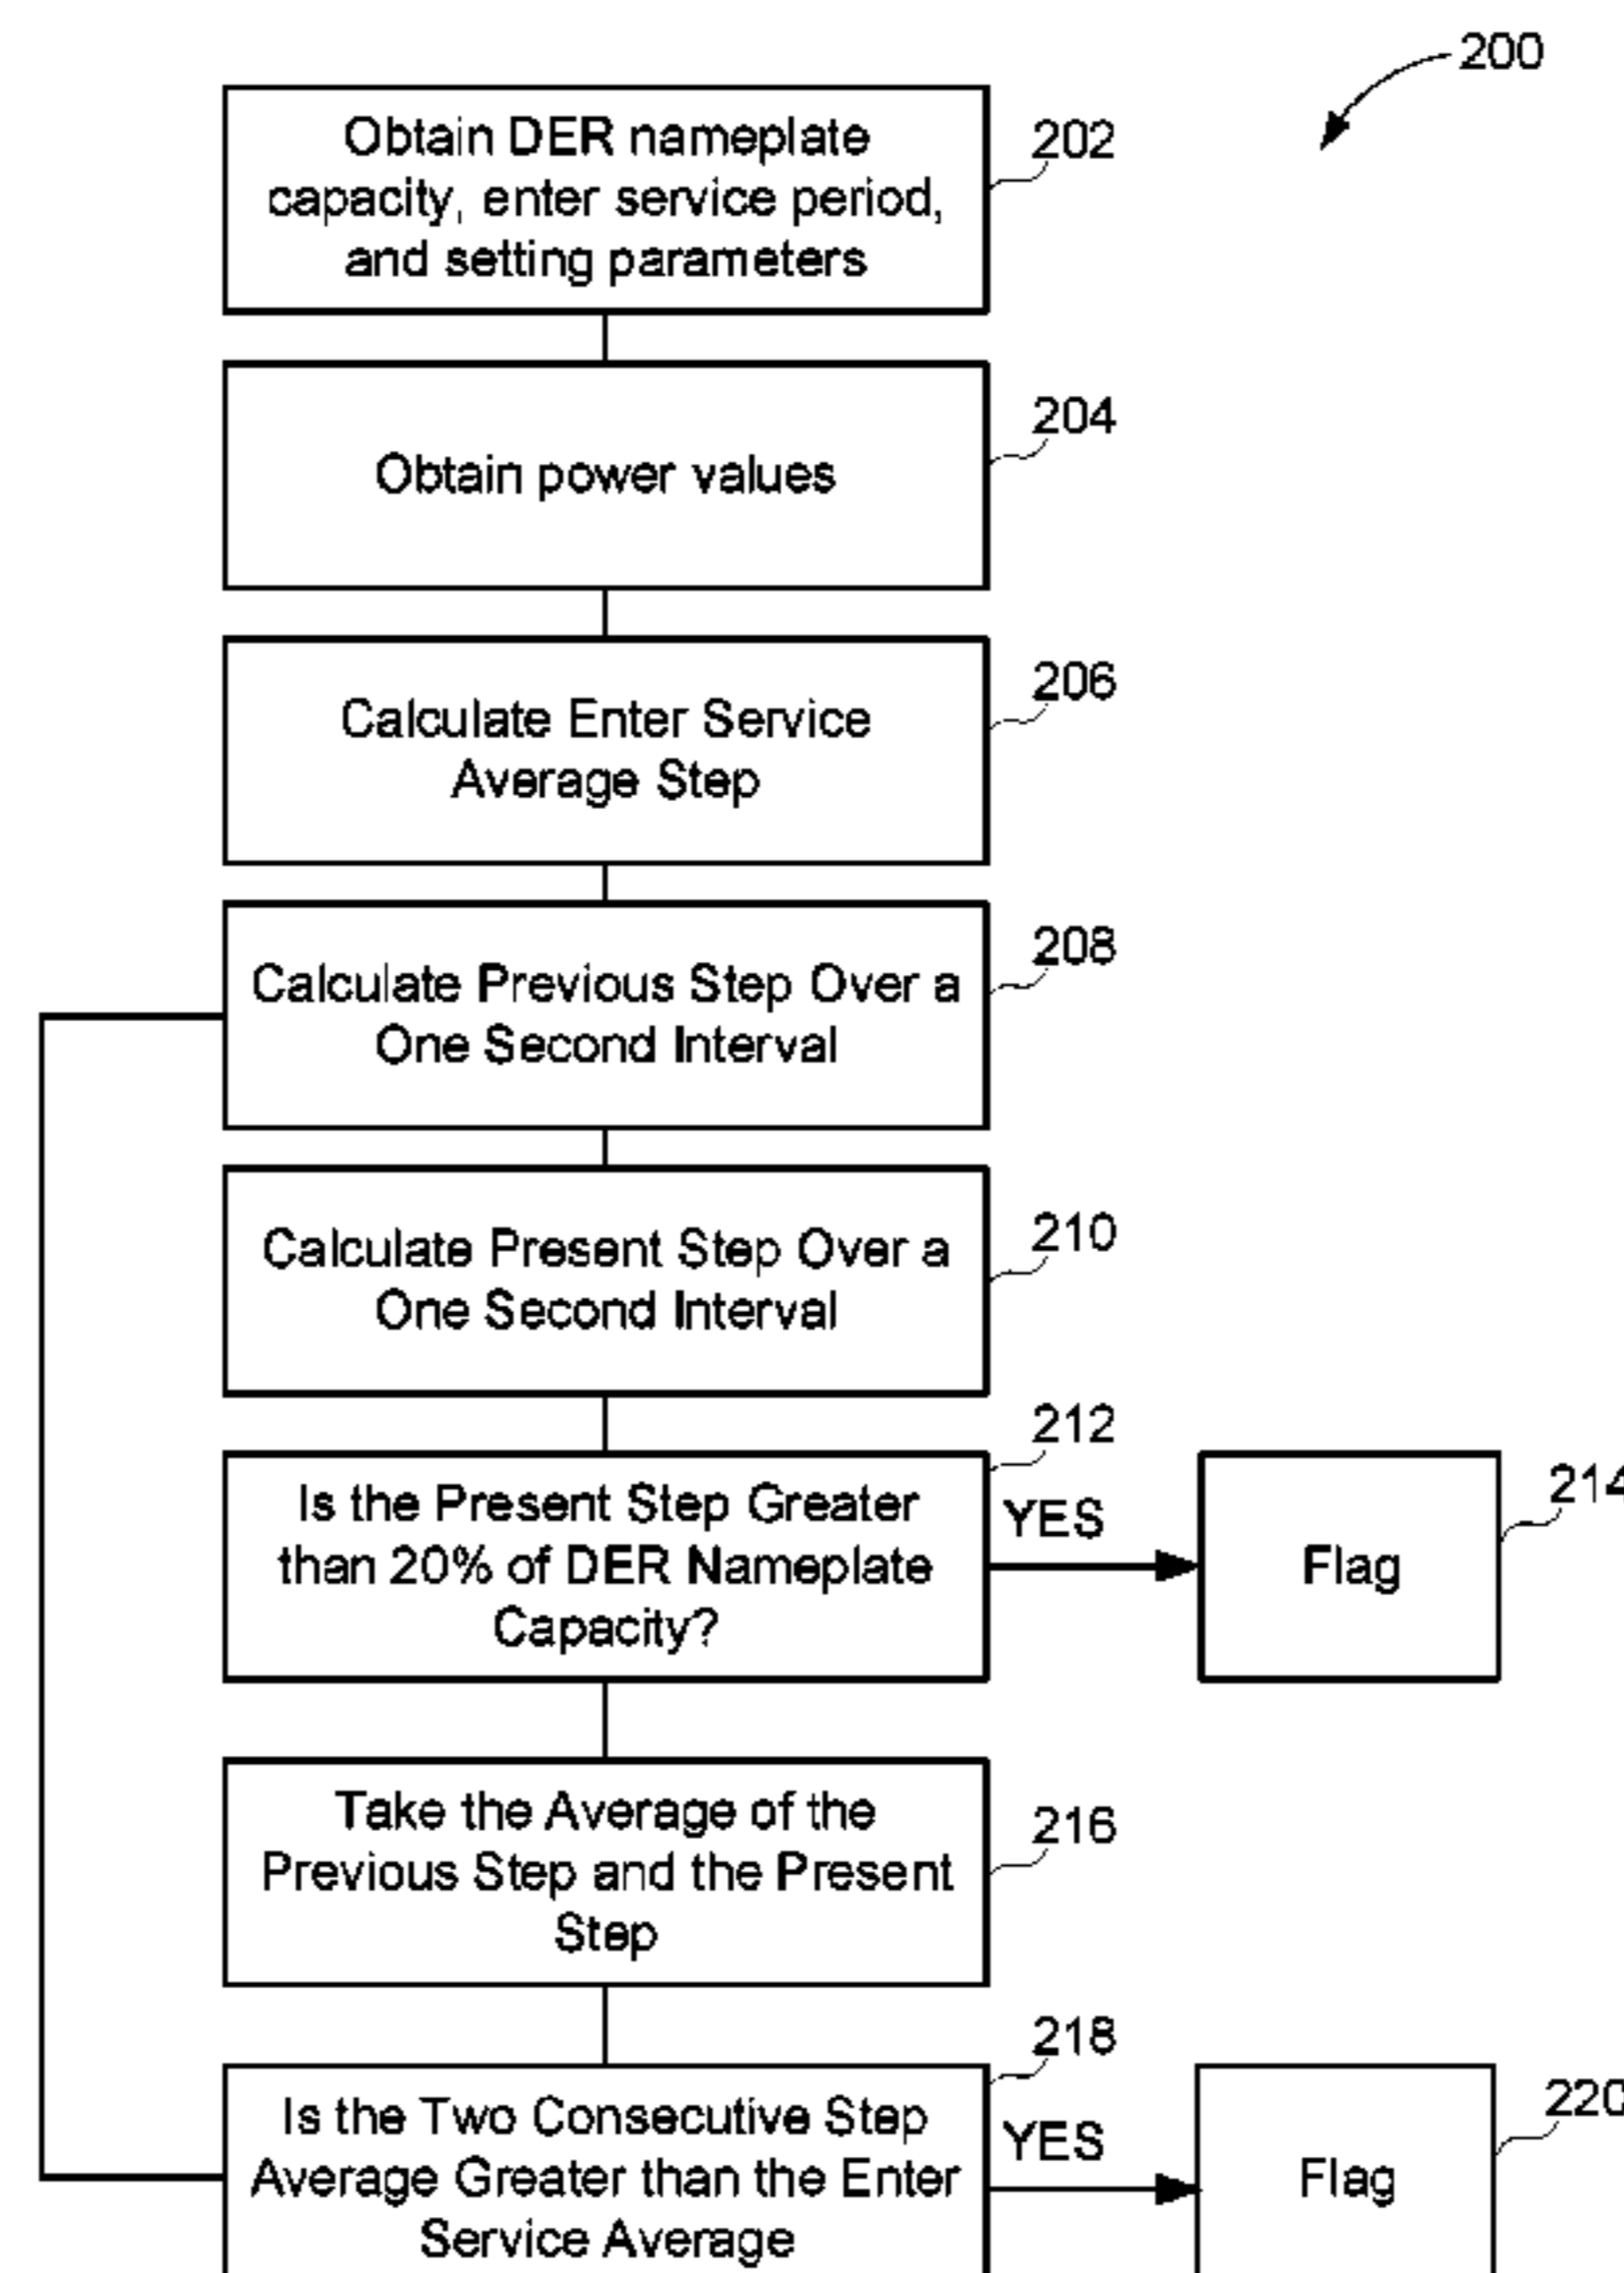 200
Obtain DER nameplate
capacity, enter service period,
and setting parameters
202
Obtain power values
204
Calculate Enter Service
Average Step
206
Calculate Previous Step Over a
One Second Interval
208
Calculate Present Step Over a
One Second Interval
210
Is the Present Step Greater
than 20% of DER Nameplate
Capacity?
212
YES
Flag
214
Take the Average of the
Previous Step and the Present
Step
216
Is the Two Consecutive Step
Average Greater than the Enter
Service Average
218
YES
Flag
220